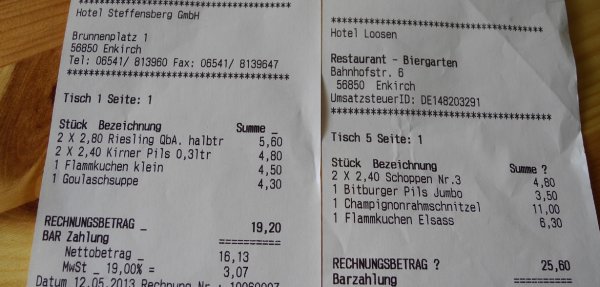 *********************************
Hotel Steffensberg GmbH
Brunnenplatz 1
56850 Enkirch
Tel: 06541/ 813960 Fax: 06541/ 8139647
*********************************
Tisch 1 Seite: 1
Stück Bezeichnung Summe _
2 X 2,80 Riesling QbA. halbtr 5,60
2 X 2,40 Kirner Pils 0,3ltr 4,80
1 Flammkuchen klein 4,50
1 Goulaschsuppe 4,30
RECHNUNGSBETRAG _ 19,20
BAR Zahlung ==========
Nettobetrag _ 16,13
MwSt _ 19,00% = 3,07
Datum 12.05.2013 Rechnung Nr.:
*********************************
Hotel Loosen
Restaurant - Biergarten
Bahnhofstr. 6
56850 Enkirch
UmsatzsteuerID: DE148203291
*********************************
Tisch 5 Seite: 1
Stück Bezeichnung Summe ?
2 X 2,40 Schoppen Nr.3 4,80
1 Bitburger Pils Jumbo 3,50
1 Champignonrahmschnitzel 11,00
1 Flammkuchen Elsass 6,30
RECHNUNGSBETRAG ? 25,60
Barzahlung ==========